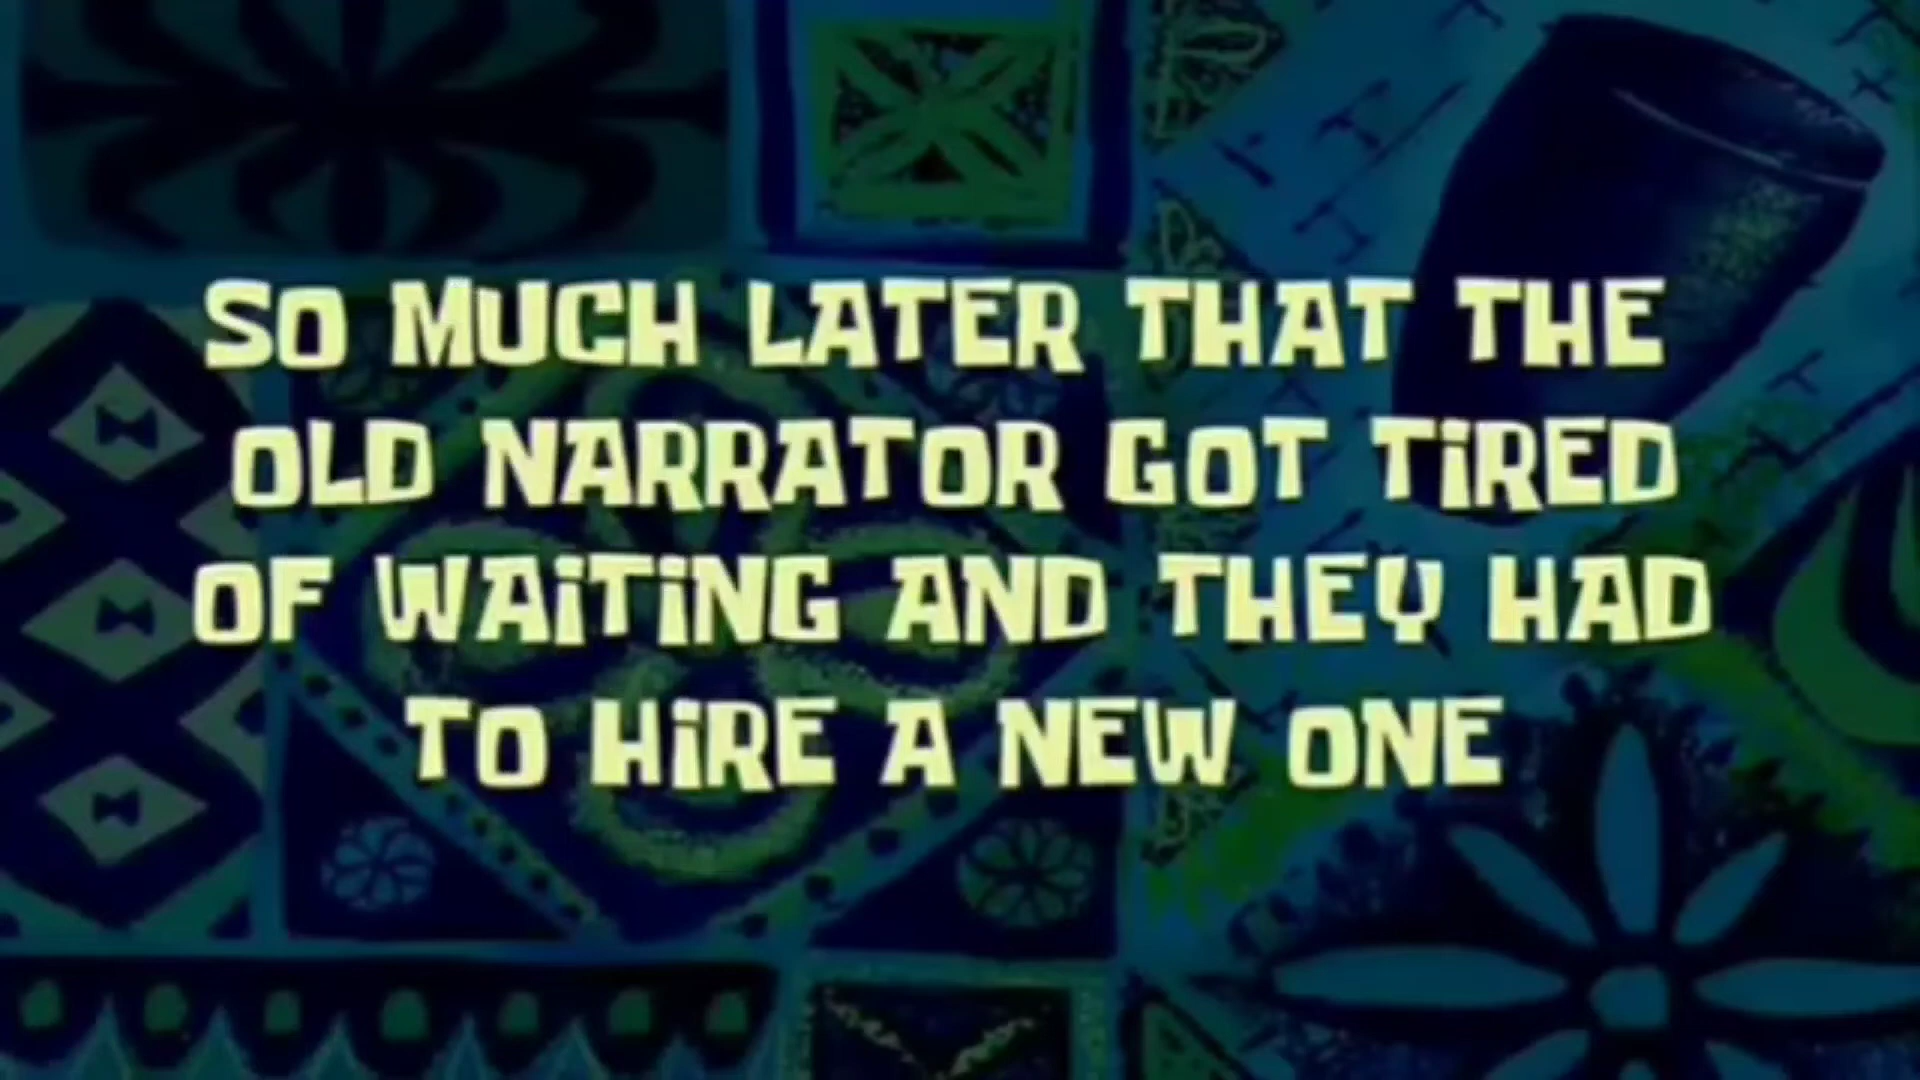 SO MUCH LATER THAT THE
OLD NARRATOR GOT TiRED
OF WAiTiNG AND THEY HAD
TO HiRE A NEW ONE